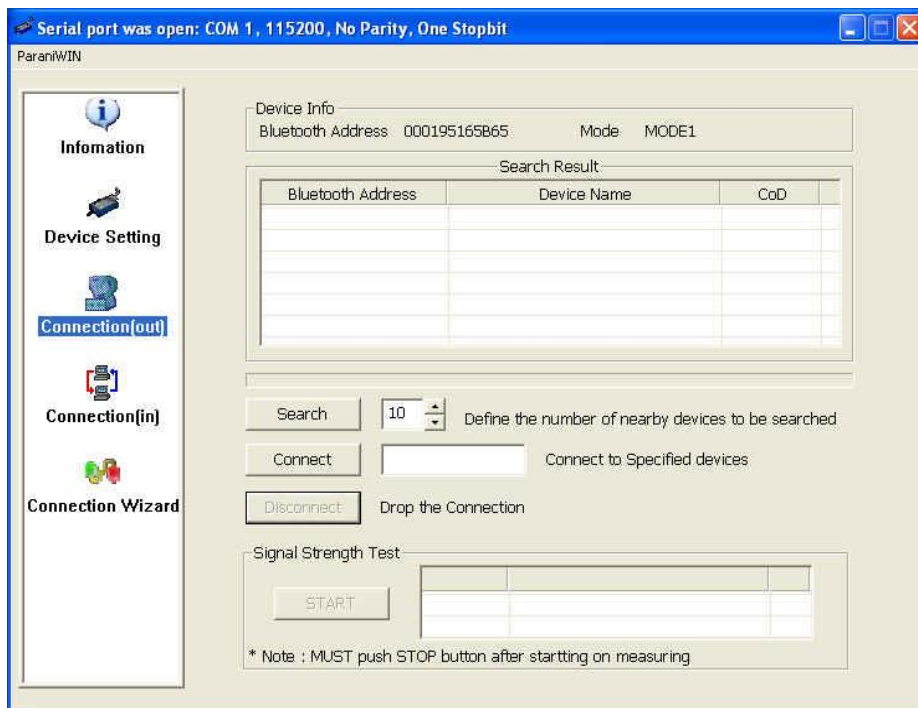 Serial port was open: COM 1, 115200, No Parity, One Stopbit
ParaniWIN
Infomation
Device Setting
Connection(out)
Connection(in)
Connection Wizard
Device Info
Bluetooth Address 000195165B65 Mode MODE1
Search Result
Bluetooth Address Device Name CoD
Search 10 Define the number of nearby devices to be searched
Connect Connect to Specified devices
Disconnect Drop the Connection
Signal Strength Test
START
* Note : MUST push STOP button after startting on measuring